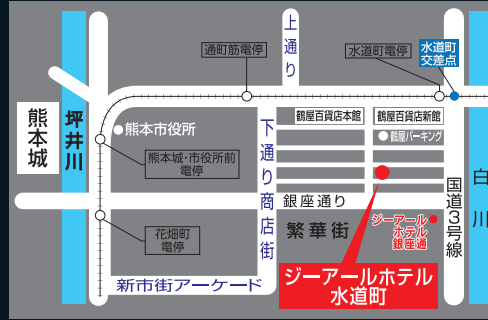 上通り
通町筋電停
水道町電停
水道町
交差点
熊本城
坪井川
熊本市役所
熊本城・市役所前
電停
花畑町
電停
下通り商店街
鶴屋百貨店本館
鶴屋百貨店新館
鶴屋パーキング
銀座通り
繁華街
ジーアール
ホテル
銀座通
国道3号線
白川
新市街アーケード
ジーアールホテル
水道町